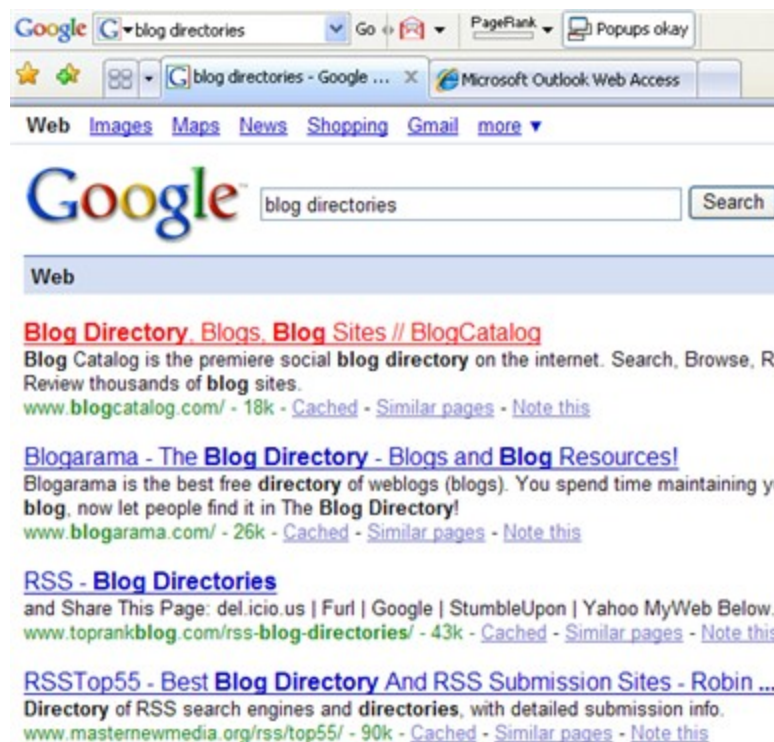 Google G blog directories Go PageRank Popups okay
blog directories - Google ... Microsoft Outlook Web Access
Web Images Maps News Shopping Gmail more
Google blog directories Search
Web
Blog Directory, Blogs, Blog Sites // BlogCatalog
Blog Catalog is the premiere social blog directory on the internet. Search, Browse, R
Review thousands of blog sites.
www.blogcatalog.com/ - 18k - Cached - Similar pages - Note this
Blogarama - The Blog Directory - Blogs and Blog Resources!
Blogarama is the best free directory of weblogs (blogs). You spend time maintaining y
blog, now let people find it in The Blog Directory!
www.blogarama.com/ - 26k - Cached - Similar pages - Note this
RSS - Blog Directories
and Share This Page: del.icio.us | Furl | Google | StumbleUpon | Yahoo MyWeb Below.
www.toprankblog.com/rss-blog-directories/ - 43k - Cached - Similar pages - Note this
RSSTop55 - Best Blog Directory And RSS Submission Sites - Robin ...
Directory of RSS search engines and directories, with detailed submission info.
www.masternewmedia.org/rss/top55/ - 90k - Cached - Similar pages - Note this